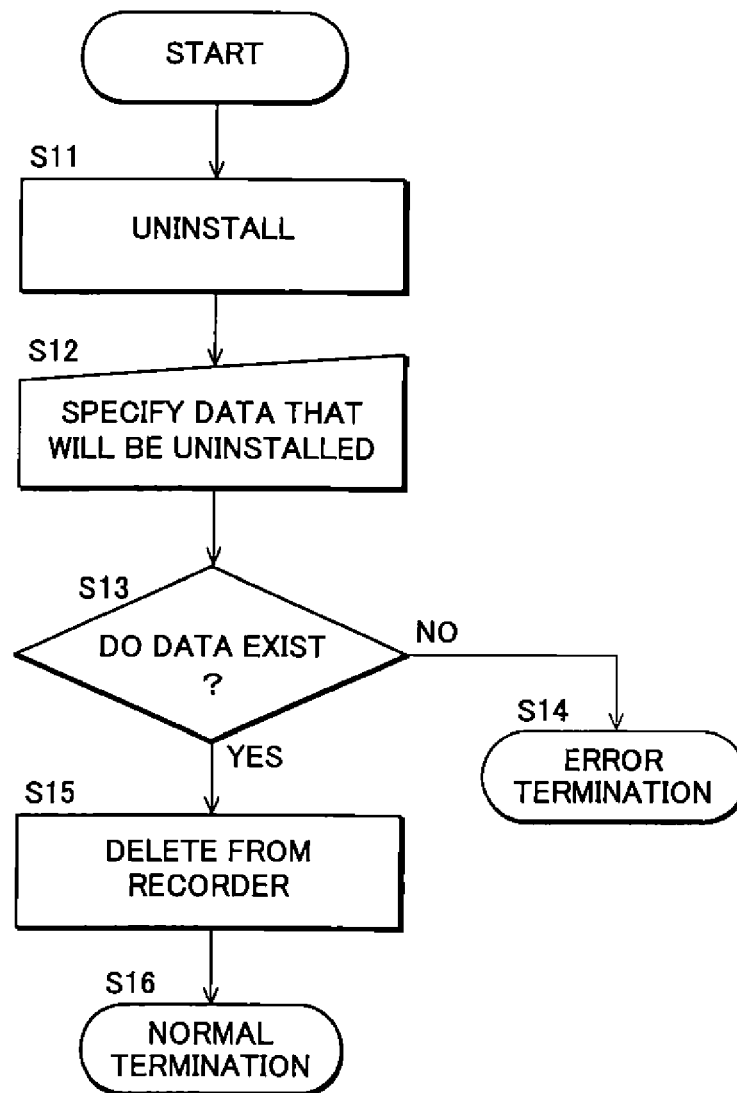 START
S11
UNINSTALL
S12
SPECIFY DATA THAT
WILL BE UNINSTALLED
S13
DO DATA EXIST
?
NO
YES
S14
ERROR
TERMINATION
S15
DELETE FROM
RECORDER
S16
NORMAL
TERMINATION